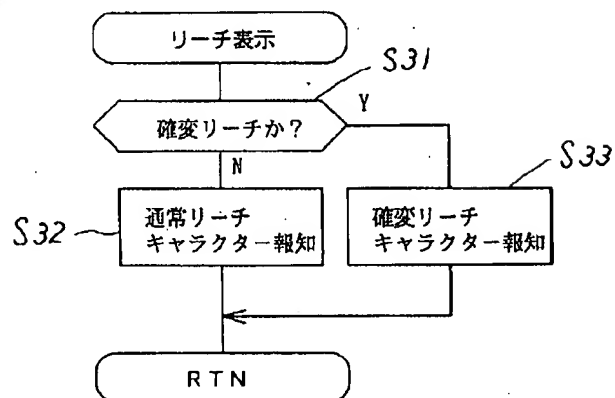 リーチ表示
S31
確変リーチか？
Y
N
S33
S32
通常リーチ
キャラクター報知
確変リーチ
キャラクター報知
RTN